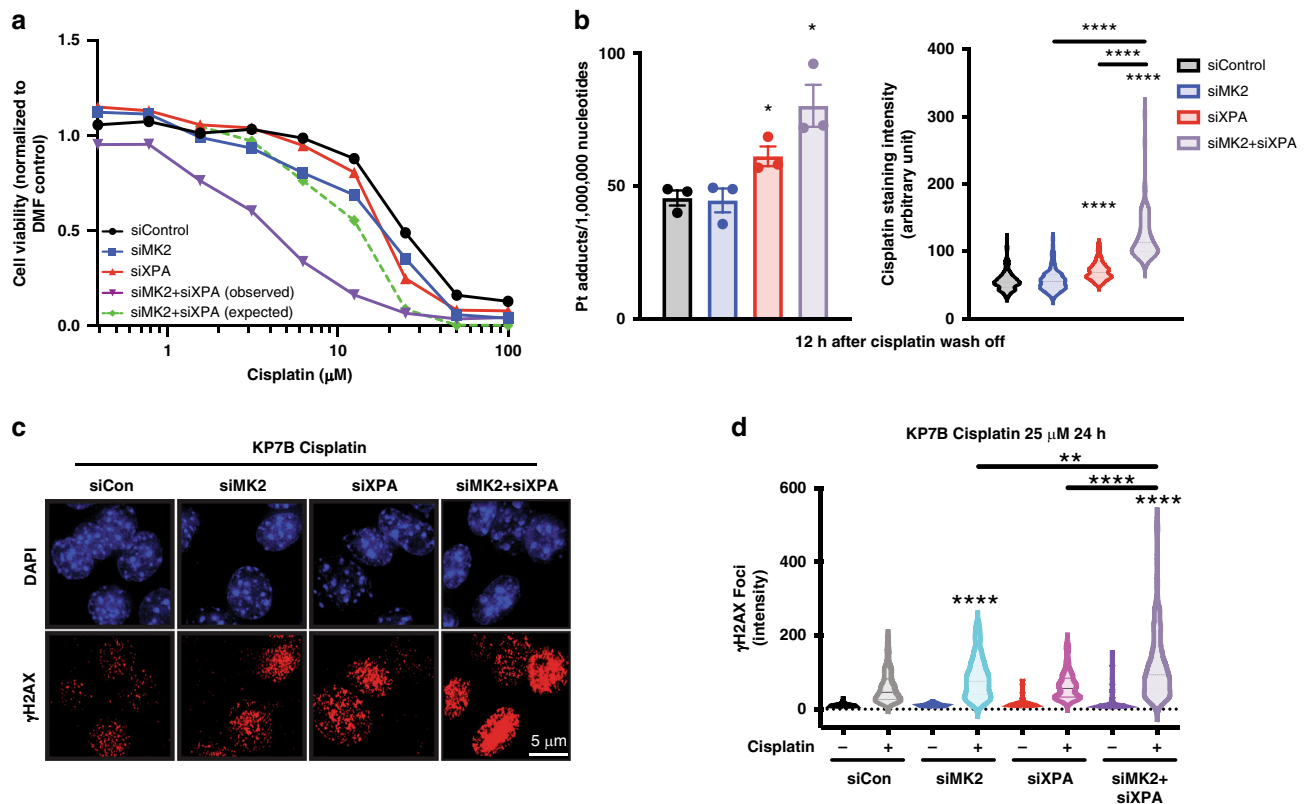 a
1.5
1.0
0.5
0.0
Cell viability (normalized to
DMF control)
siControl
siMK2
siXPA
siMK2+siXPA (observed)
siMK2+siXPA (expected)
1
10
100
Cisplatin (μM)
b
100
50
0
Pt adducts/1,000,000 nucleotides
*
*
400
300
200
100
0
Cisplatin staining intensity
(arbitrary unit)
****
****
****
****
siControl
siMK2
siXPA
siMK2+siXPA
12 h after cisplatin wash off
c
KP7B Cisplatin
siCon
siMK2
siXPA
siMK2+siXPA
DAPI
γH2AX
5 μm
d
KP7B Cisplatin 25 μM 24 h
**
****
****
****
600
400
200
0
γH2AX Foci
(intensity)
Cisplatin
− + − + − + − +
siCon
siMK2
siXPA
siMK2+
siXPA